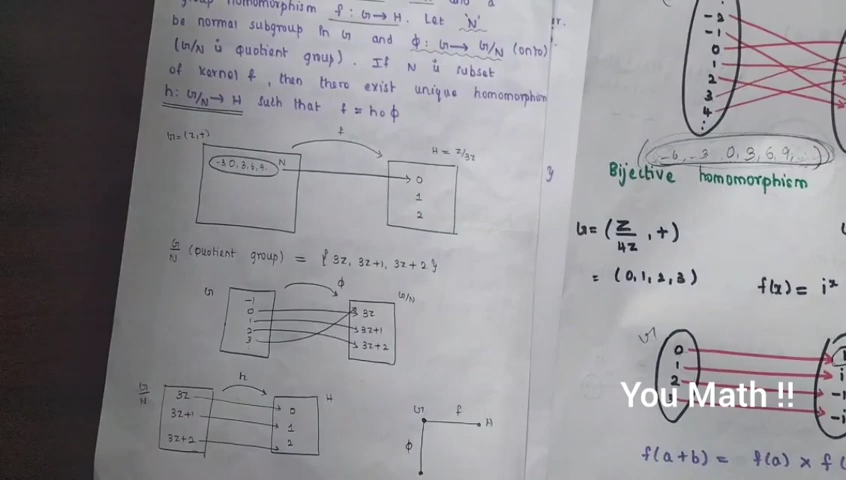 group homomorphism f: G → H. Let 'N'
be normal subgroup in G and ϕ: G → G/N (onto)
(G/N is quotient group). If N is subset
of kernel f, then there exist unique homomorphism
h: G/N → H such that f = hoϕ
G=(Z,+)
f
H = Z/3Z
-3 0, 3, 6, 9.
N
0
1
2
G/N (quotient group) = { 3Z, 3Z+1, 3Z+2 }
G
ϕ
G/N
-1
0
1
2
3
3Z
3Z+1
3Z+2
G/N
h
H
3Z
3Z+1
3Z+2
0
1
2
G
f
H
ϕ
-2
-1
0
1
2
3
4
:
-6, -3 0, 3, 6, 9, ...
Bijective homomorphism
G= (Z/4Z, +)
= (0, 1, 2, 3)
f(x) = i^x
G
0
1
2
i
-1
-i
You Math !!
f(a+b) = f(a) x f(